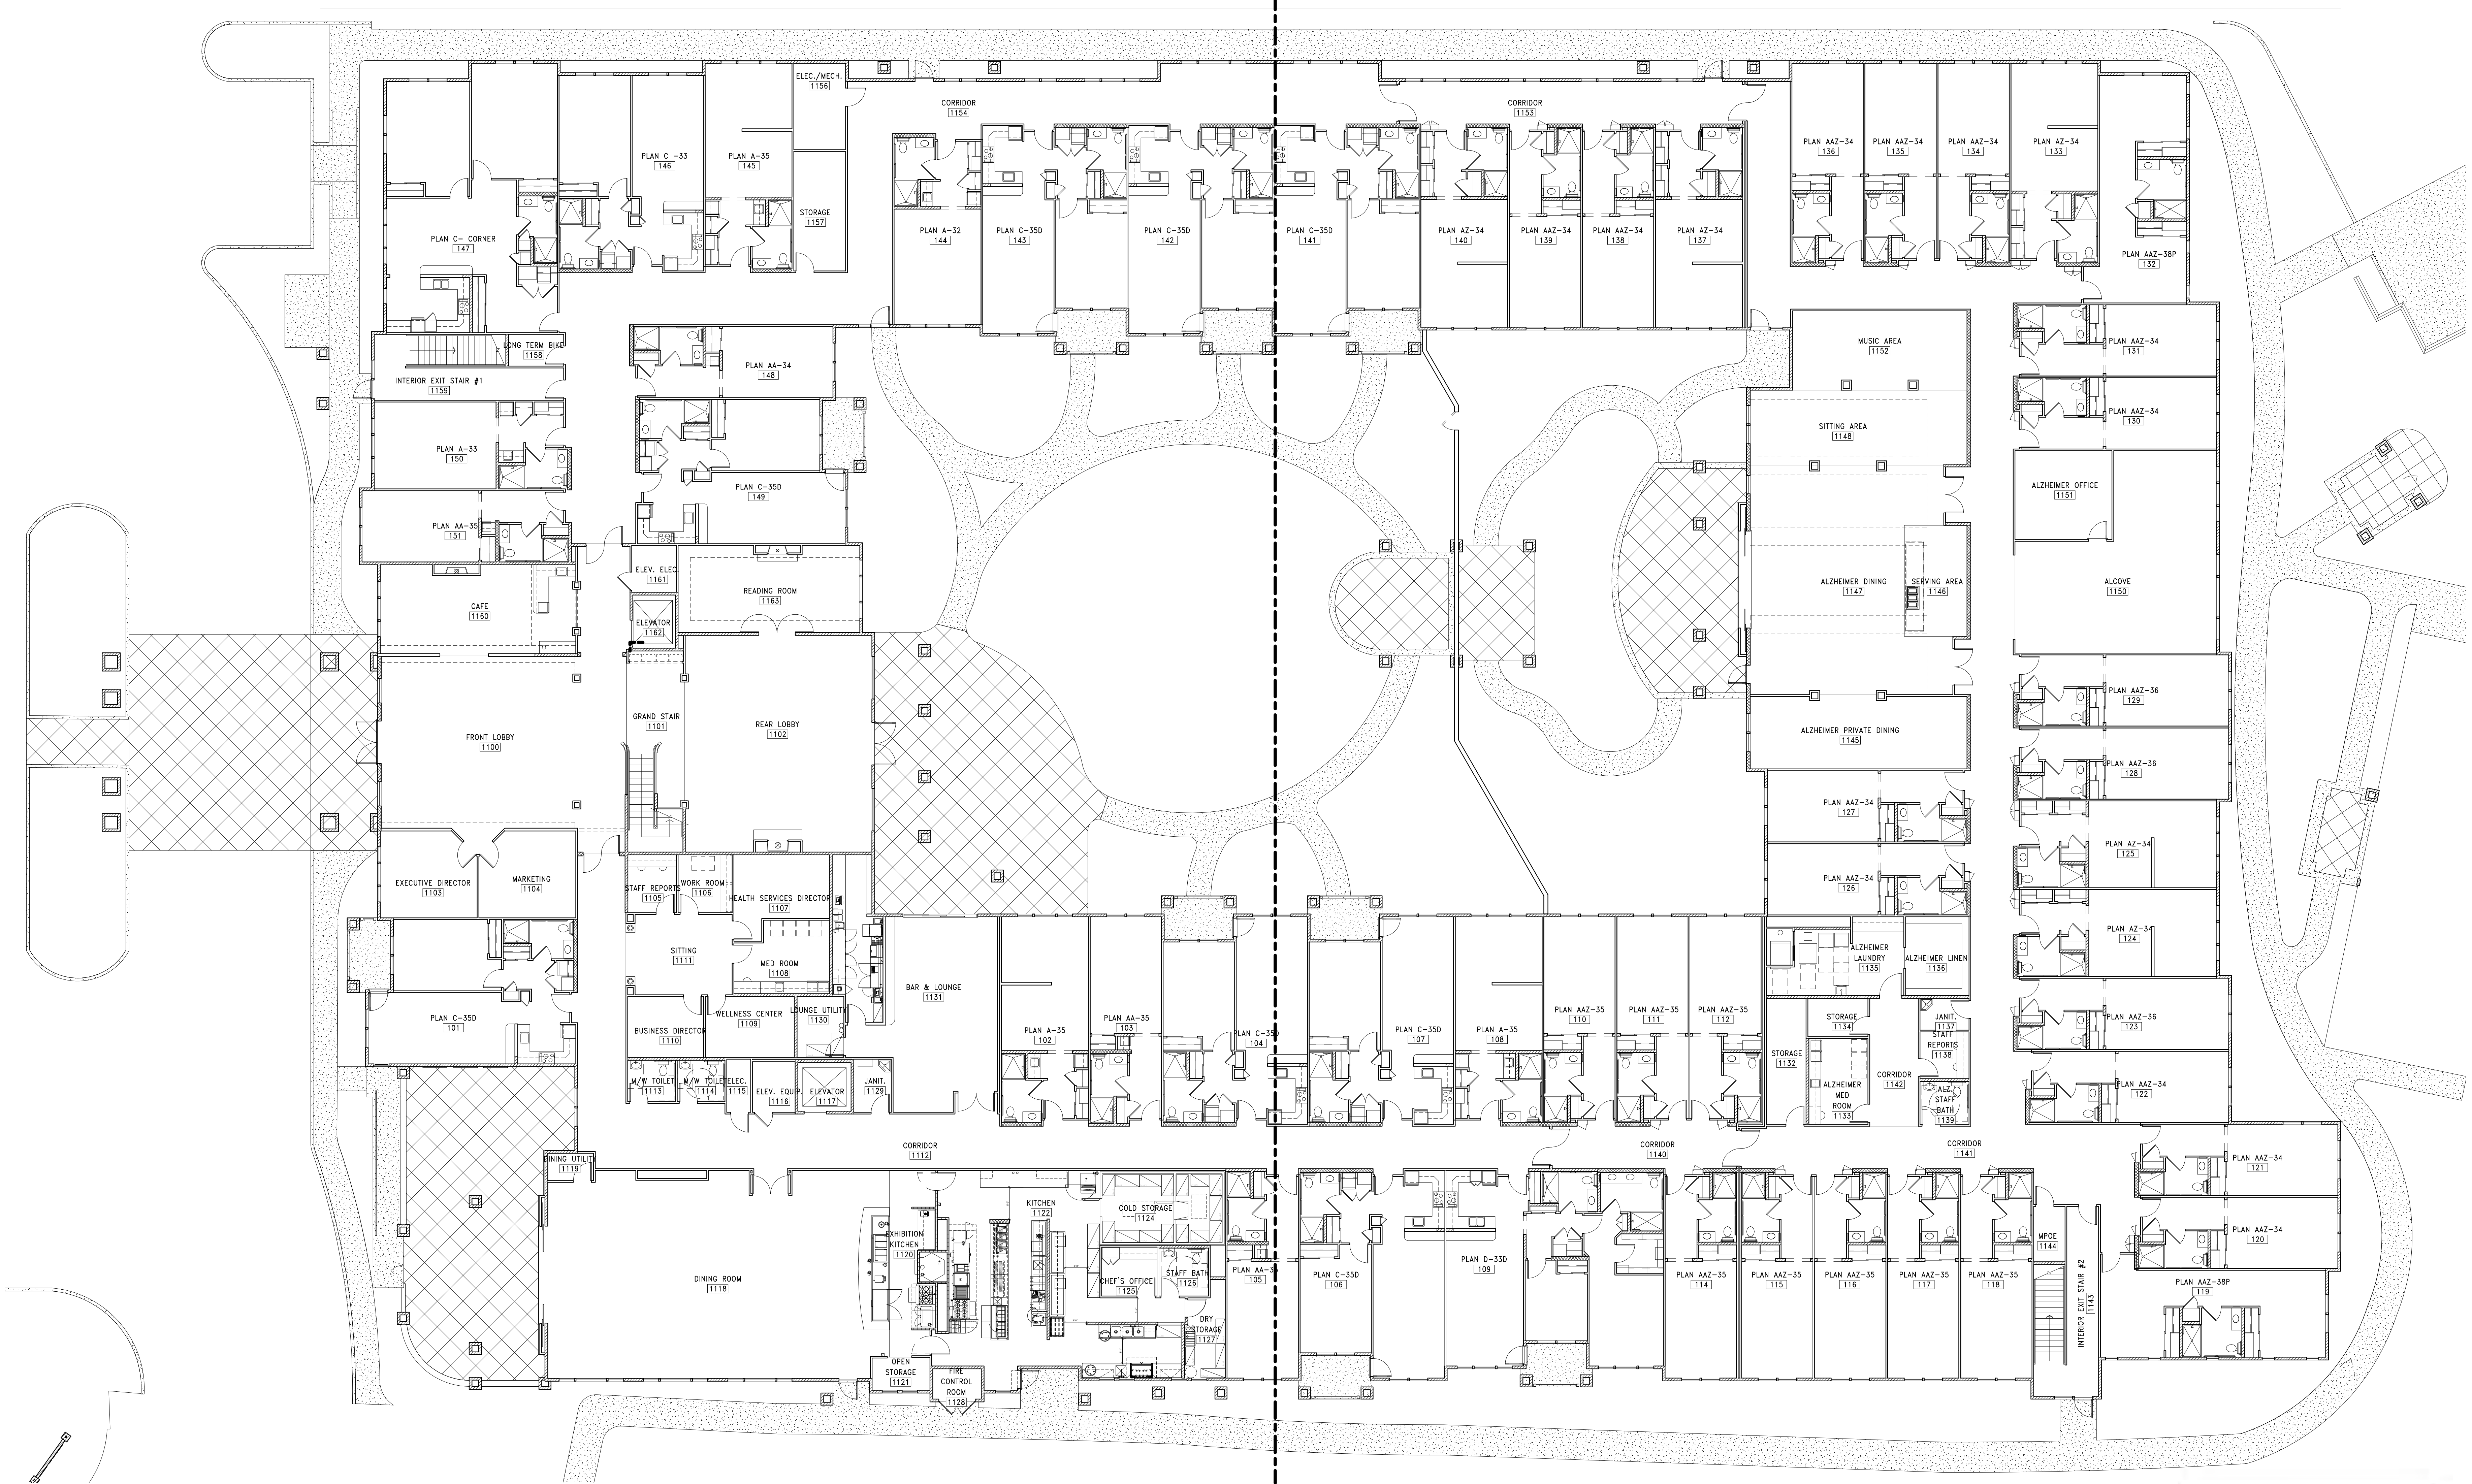 ELEC./MECH.
1156
CORRIDOR
1154
CORRIDOR
1153
PLAN C -33
146
PLAN A-35
145
STORAGE
1157
PLAN C- CORNER
147
PLAN A-32
144
PLAN C-35D
143
PLAN C-35D
142
PLAN C-35D
141
PLAN AZ-34
140
PLAN AAZ-34
139
PLAN AAZ-34
138
PLAN AZ-34
137
PLAN AAZ-34
136
PLAN AAZ-34
135
PLAN AAZ-34
134
PLAN AZ-34
133
PLAN AAZ-38P
132
LONG TERM BIKE
1158
INTERIOR EXIT STAIR #1
1159
PLAN AA-34
148
MUSIC AREA
1152
PLAN AAZ-34
131
PLAN AAZ-34
130
SITTING AREA
1148
PLAN A-33
150
PLAN C-35D
149
ALZHEIMER OFFICE
1151
PLAN AA-35
151
ELEV. ELEC
1161
READING ROOM
1163
CAFE
1160
ELEVATOR
1162
ALZHEIMER DINING
1147
SERVING AREA
1146
ALCOVE
1150
GRAND STAIR
1101
REAR LOBBY
1102
FRONT LOBBY
1100
ALZHEIMER PRIVATE DINING
1145
PLAN AAZ-36
129
PLAN AAZ-36
128
PLAN AAZ-34
127
PLAN AZ-34
125
PLAN AAZ-34
126
PLAN AZ-34
124
EXECUTIVE DIRECTOR
1103
MARKETING
1104
STAFF REPORTS
1105
WORK ROOM
1106
HEALTH SERVICES DIRECTOR
1107
SITTING
1111
MED ROOM
1108
BAR & LOUNGE
1131
ALZHEIMER
LAUNDRY
1135
ALZHEIMER LINEN
1136
PLAN C-35D
101
BUSINESS DIRECTOR
1110
WELLNESS CENTER
1109
LOUNGE UTILITY
1130
PLAN A-35
102
PLAN AA-35
103
PLAN C-35D
104
PLAN C-35D
107
PLAN A-35
108
PLAN AAZ-35
110
PLAN AAZ-35
111
PLAN AAZ-35
112
STORAGE
1134
JANIT.
1137
STAFF
REPORTS
1138
PLAN AAZ-36
123
STORAGE
1132
ALZHEIMER
MED
ROOM
1133
CORRIDOR
1142
ALZ.
STAFF
BATH
1139
PLAN AAZ-34
122
M/W TOILET
1113
M/W TOILET
1114
ELEC.
1115
ELEV. EQUIP.
1116
ELEVATOR
1117
JANIT.
1129
CORRIDOR
1112
CORRIDOR
1140
CORRIDOR
1141
DINING UTILITY
1119
PLAN AAZ-34
121
DINING ROOM
1118
EXHIBITION
KITCHEN
1120
KITCHEN
1122
COLD STORAGE
1124
CHEF'S OFFICE
1125
STAFF BATH
1126
DRY
STORAGE
1127
PLAN AA-3
105
PLAN C-35D
106
PLAN D-33D
109
PLAN AAZ-35
114
PLAN AAZ-35
115
PLAN AAZ-35
116
PLAN AAZ-35
117
PLAN AAZ-35
118
MPOE
1144
INTERIOR EXIT STAIR #2
1143
PLAN AAZ-34
120
PLAN AAZ-38P
119
OPEN
STORAGE
1121
FIRE
CONTROL
ROOM
1128